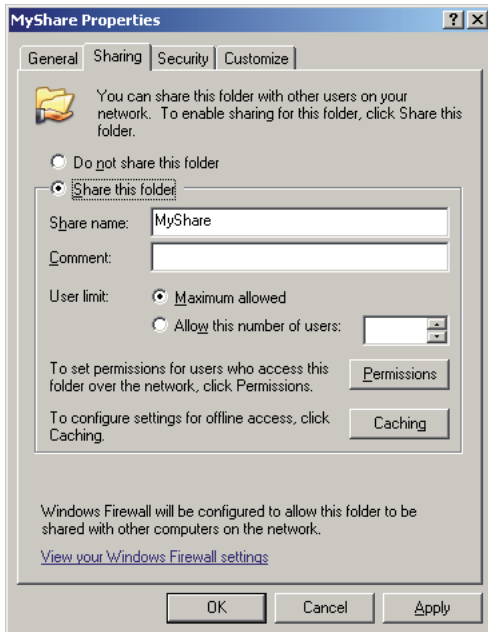 MyShare Properties
General Sharing Security Customize
You can share this folder with other users on your
network. To enable sharing for this folder, click Share this
folder.
Do not share this folder
Share this folder
Share name: MyShare
Comment:
User limit: Maximum allowed
Allow this number of users:
To set permissions for users who access this
folder over the network, click Permissions.
Permissions
To configure settings for offline access, click
Caching.
Caching
Windows Firewall will be configured to allow this folder to be
shared with other computers on the network.
View your Windows Firewall settings
OK Cancel Apply